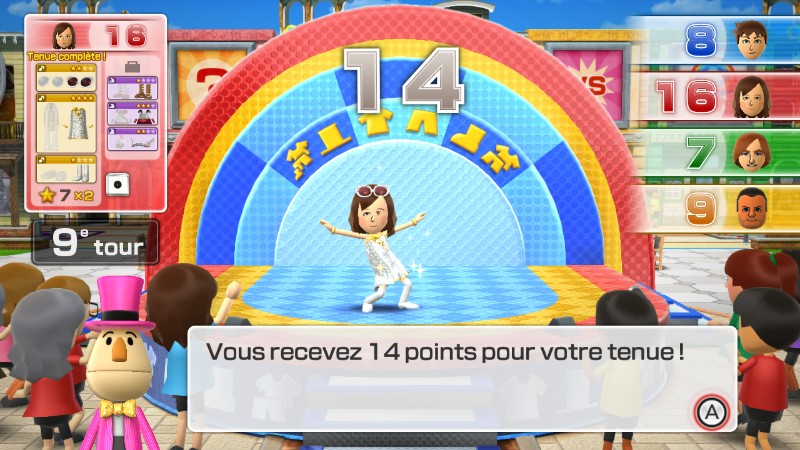 16
Tenue complète !
7 ×2
9e tour
14
?
vs
8
16
7
9
Vous recevez 14 points pour votre tenue !
A